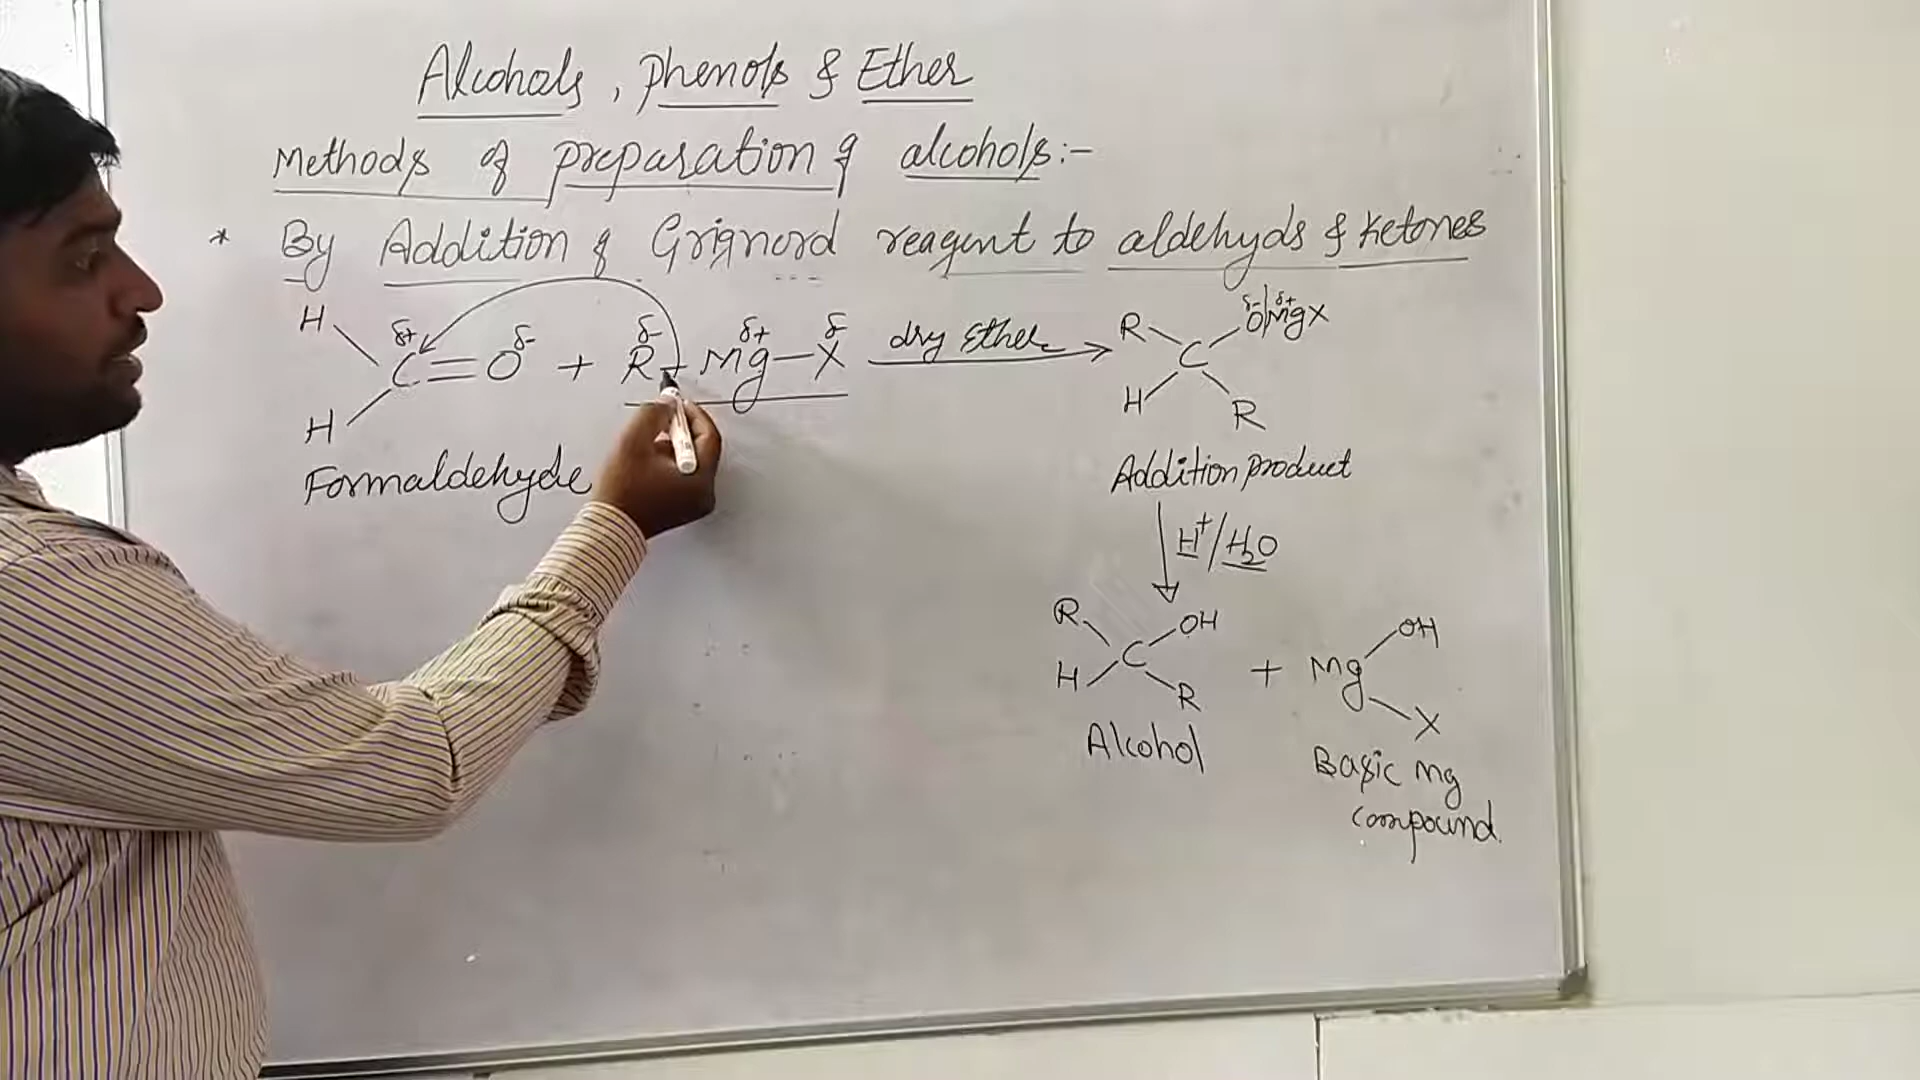 Alcohols, phenols & Ether
Methods of preparation of alcohols:-
* By Addition of Grignord reagent to aldehyds & Ketones
H
H
C=O + R-Mg-X
δ+ δ- δ- δ+ δ-
dry Ether
R
H
C
O|MgX
δ-|δ+
R
Formaldehyde
Addition product
H⁺/H₂O
R
H
C
OH
R
+
Mg
OH
X
Alcohol
Basic Mg
compound.